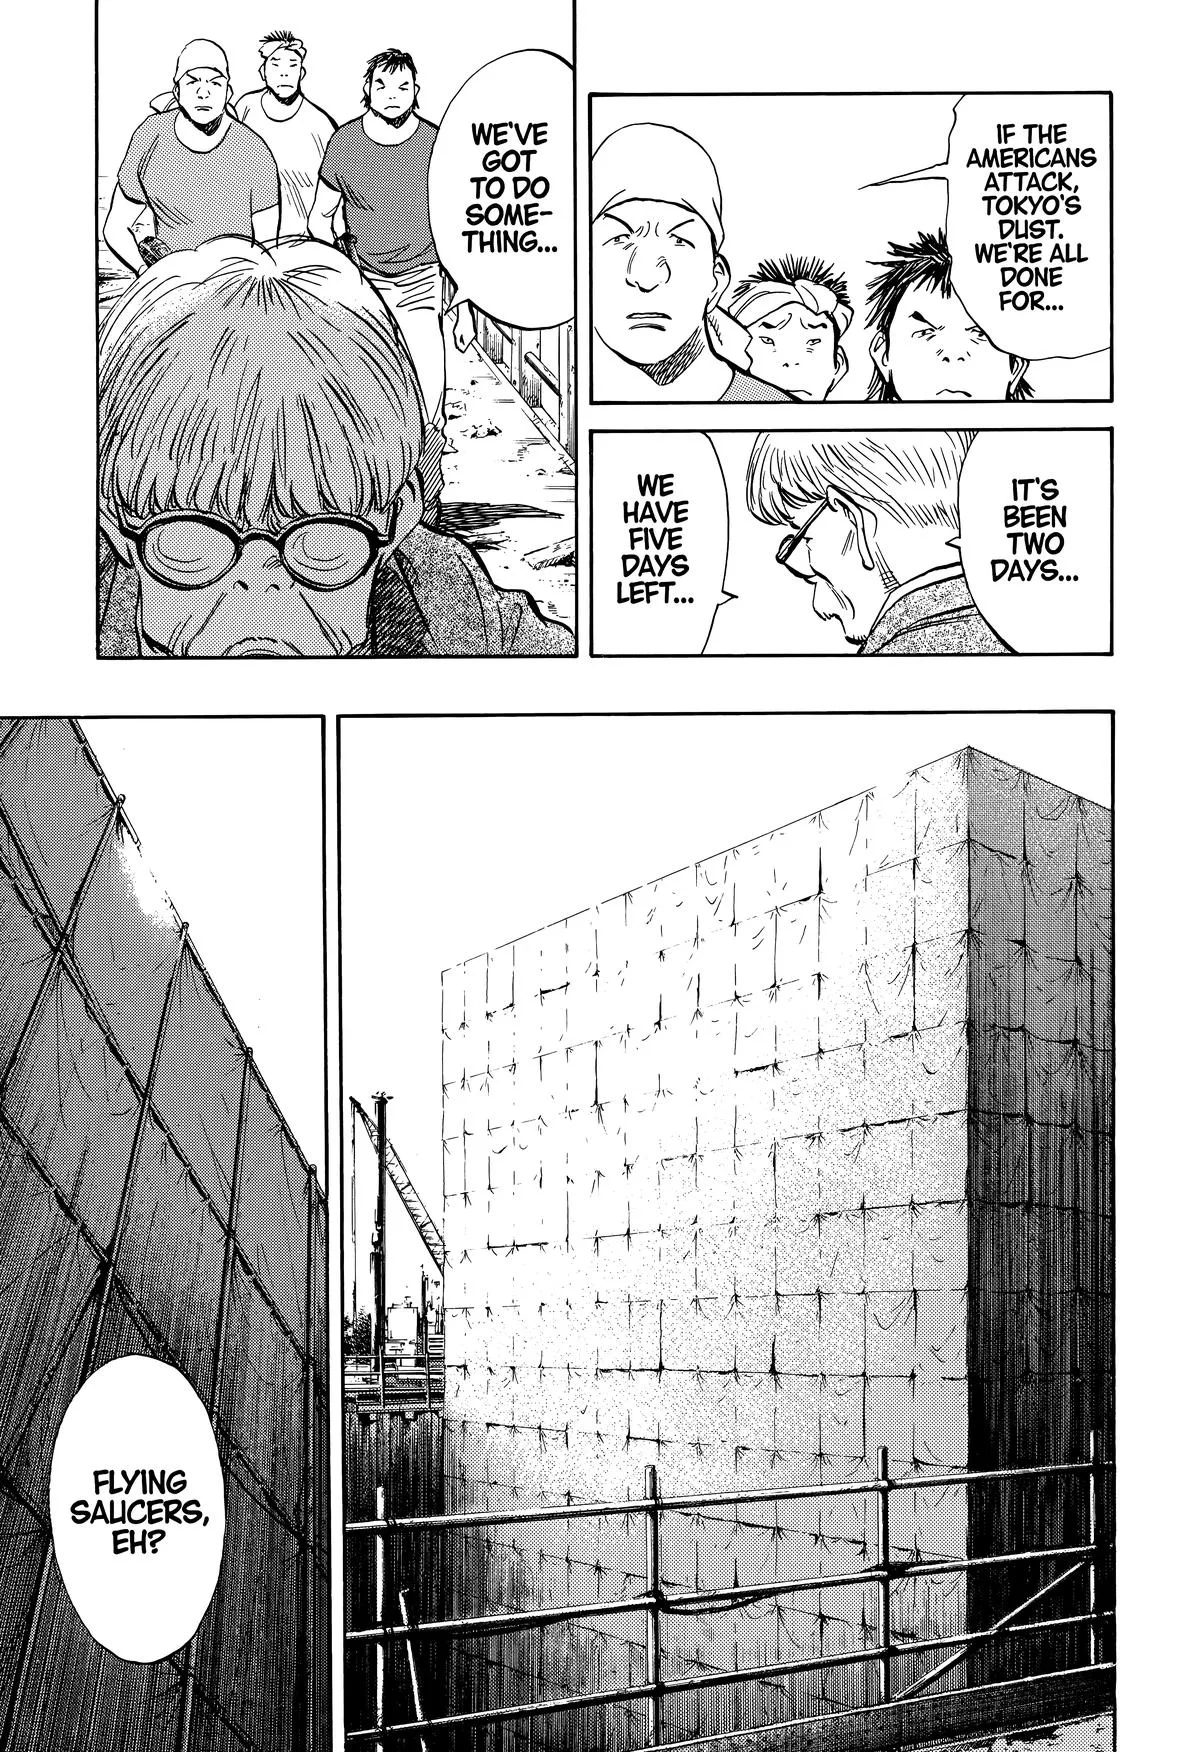 IF THE
AMERICANS
ATTACK,
TOKYO'S
DUST.
WE'RE ALL
DONE
FOR...
WE'VE
GOT
TO DO
SOME-
THING...
IT'S
BEEN
TWO
DAYS...
WE
HAVE
FIVE
DAYS
LEFT...
FLYING
SAUCERS,
EH?